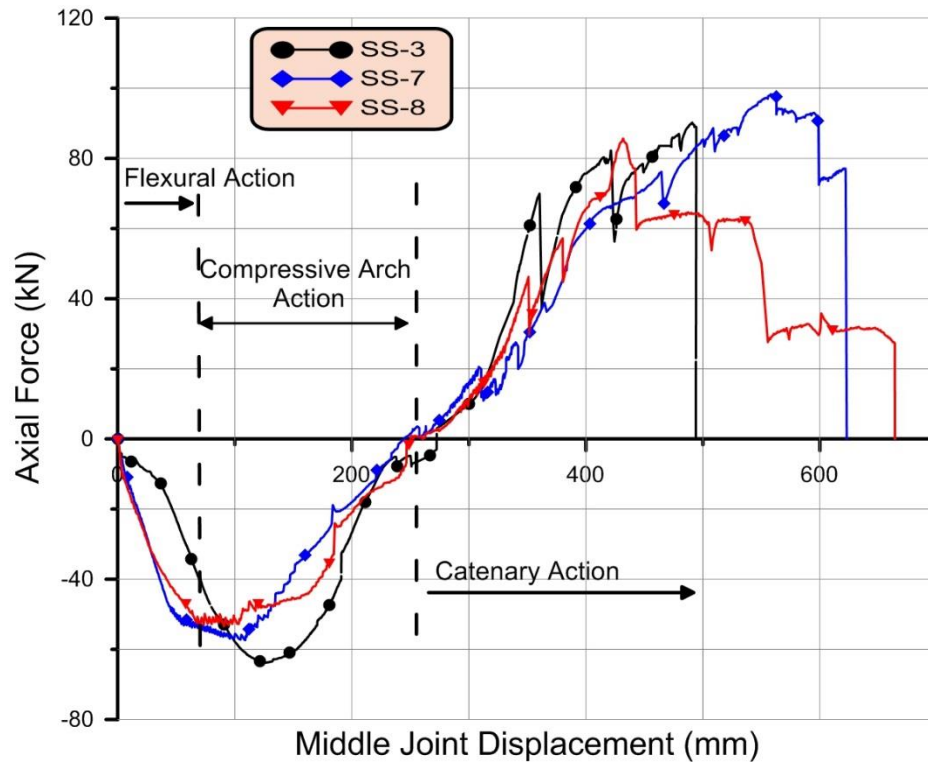 120
SS-3
SS-7
SS-8
80
Flexural Action
Compressive Arch
Action
40
0
0 200 400 600
Catenary Action
-40
-80
Axial Force (kN)
Middle Joint Displacement (mm)